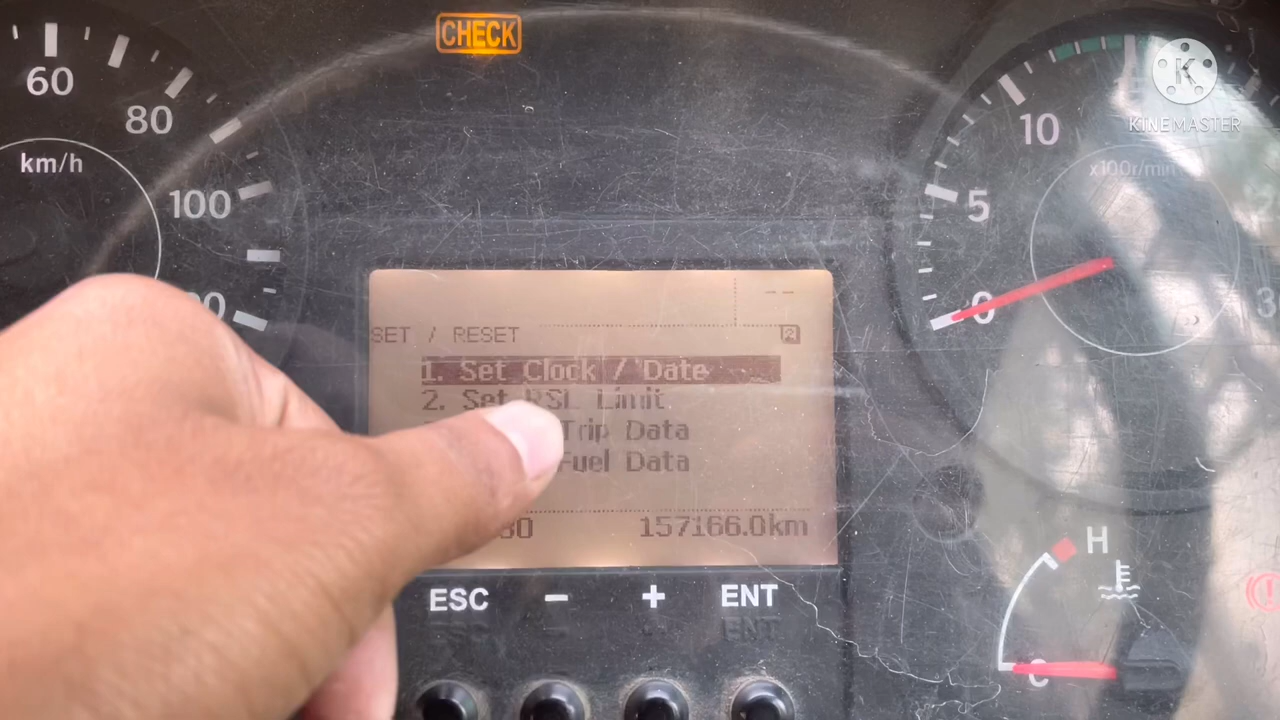 CHECK
60
80
100
km/h
10
5
0
x100r/min
KINEMASTER
SET / RESET
1. Set Clock / Date
2. Set RSL Limit
Trip Data
Fuel Data
157166.0km
ESC - + ENT
H
C